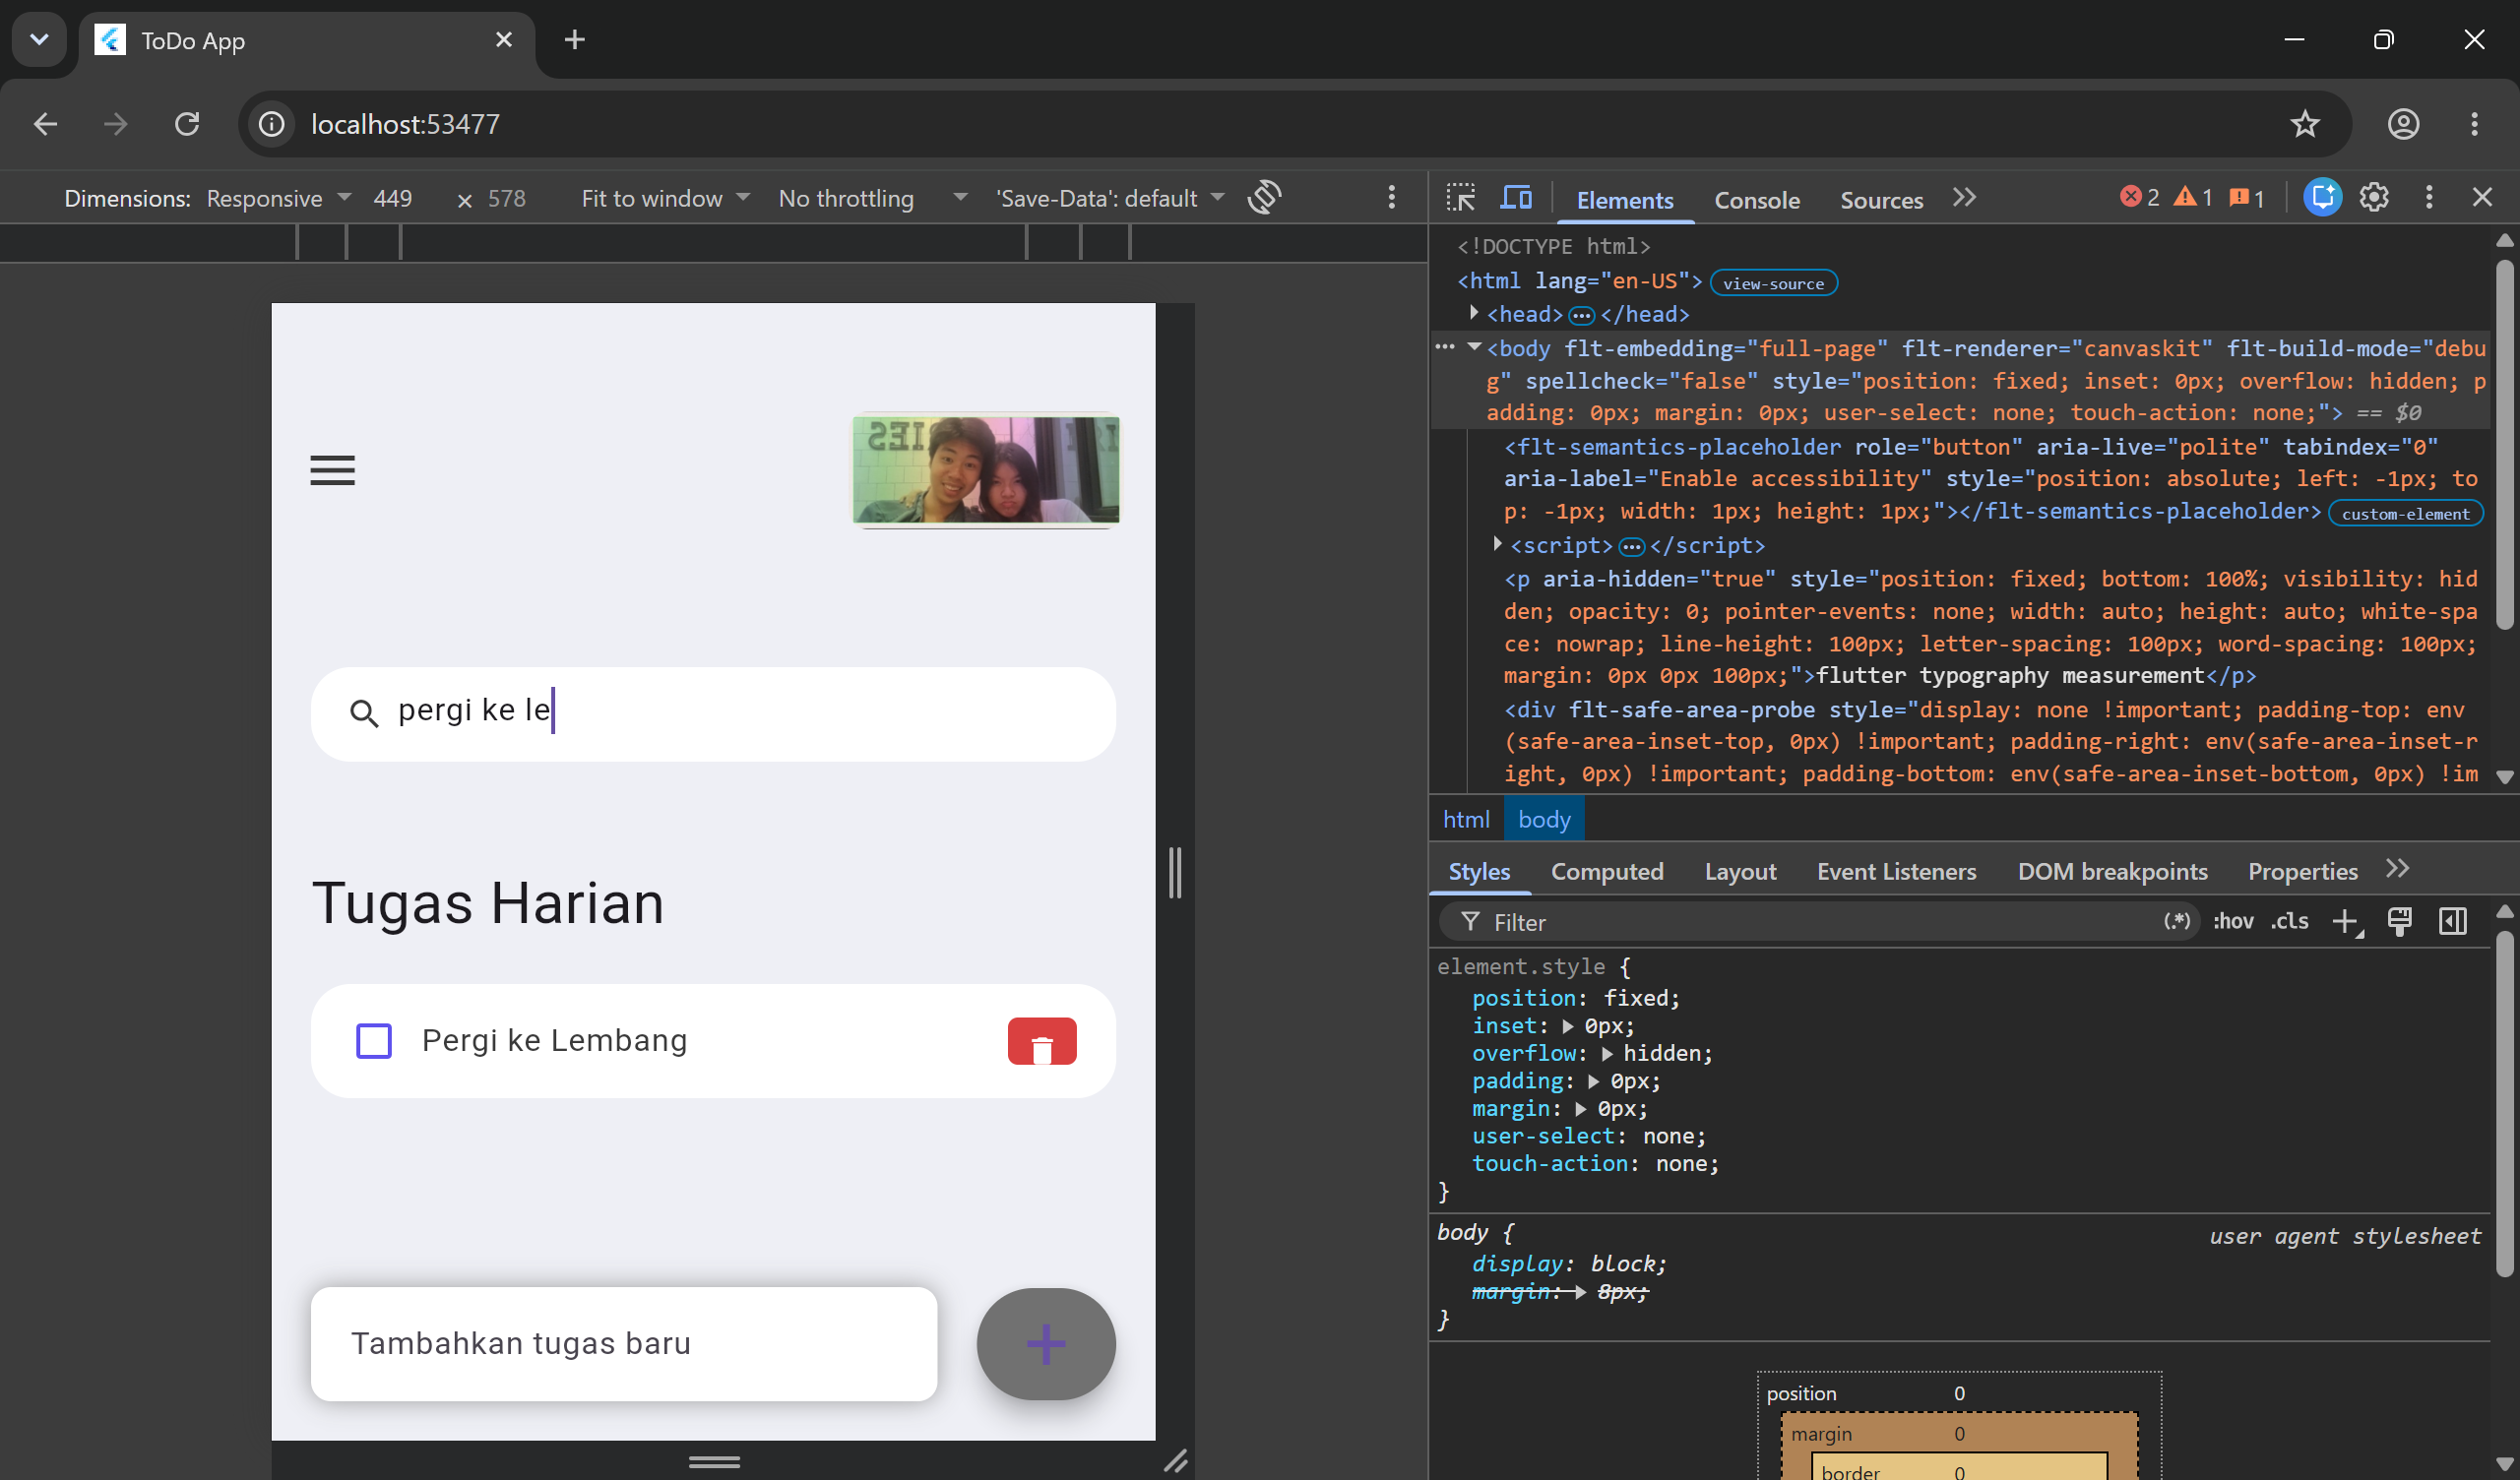 ToDo App
localhost:53477
Dimensions: Responsive 449 × 578 Fit to window No throttling 'Save-Data': default
Elements Console Sources 2 1 1
SEI
pergi ke le
Tugas Harian
Pergi ke Lembang
Tambahkan tugas baru
<!DOCTYPE html>
<html lang="en-US"> view-source
<head> … </head>
… <body flt-embedding="full-page" flt-renderer="canvaskit" flt-build-mode="debu
g" spellcheck="false" style="position: fixed; inset: 0px; overflow: hidden; p
adding: 0px; margin: 0px; user-select: none; touch-action: none;"> == $0
<flt-semantics-placeholder role="button" aria-live="polite" tabindex="0"
aria-label="Enable accessibility" style="position: absolute; left: -1px; to
p: -1px; width: 1px; height: 1px;"></flt-semantics-placeholder> custom-element
<script> … </script>
<p aria-hidden="true" style="position: fixed; bottom: 100%; visibility: hid
den; opacity: 0; pointer-events: none; width: auto; height: auto; white-spa
ce: nowrap; line-height: 100px; letter-spacing: 100px; word-spacing: 100px;
margin: 0px 0px 100px;">flutter typography measurement</p>
<div flt-safe-area-probe style="display: none !important; padding-top: env
(safe-area-inset-top, 0px) !important; padding-right: env(safe-area-inset-r
ight, 0px) !important; padding-bottom: env(safe-area-inset-bottom, 0px) !im
html body
Styles Computed Layout Event Listeners DOM breakpoints Properties
Filter (.*) :hov .cls
element.style {
position: fixed;
inset: 0px;
overflow: hidden;
padding: 0px;
margin: 0px;
user-select: none;
touch-action: none;
}
body { user agent stylesheet
display: block;
margin: 8px;
}
position 0
margin 0
border 0